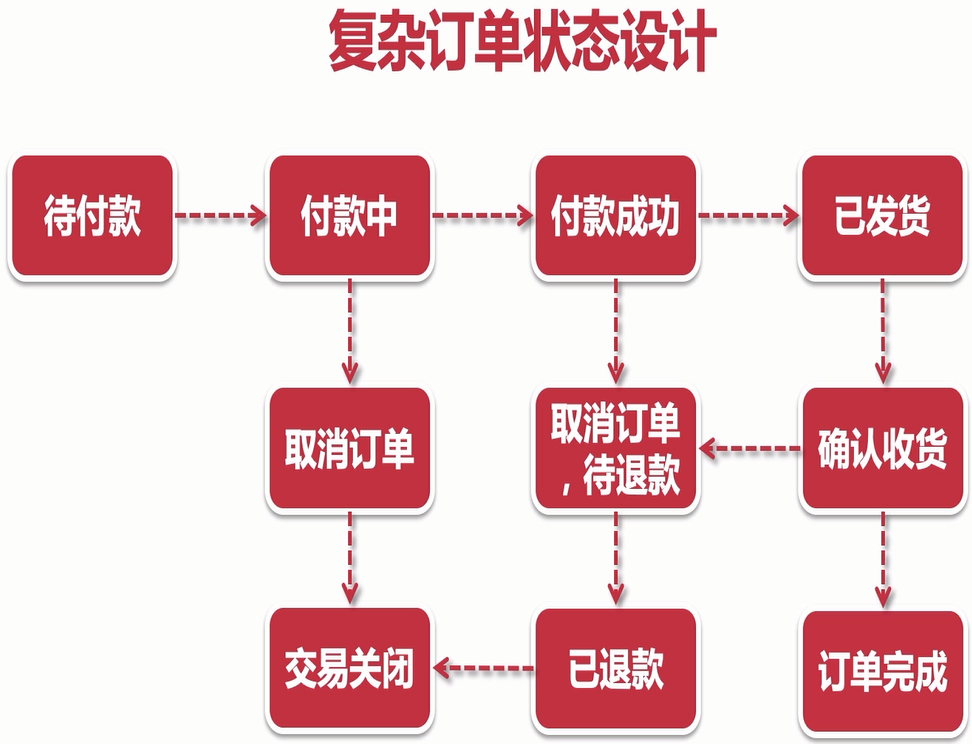 复杂订单状态设计
待付款
付款中
付款成功
已发货
取消订单
取消订单
，待退款
确认收货
交易关闭
已退款
订单完成